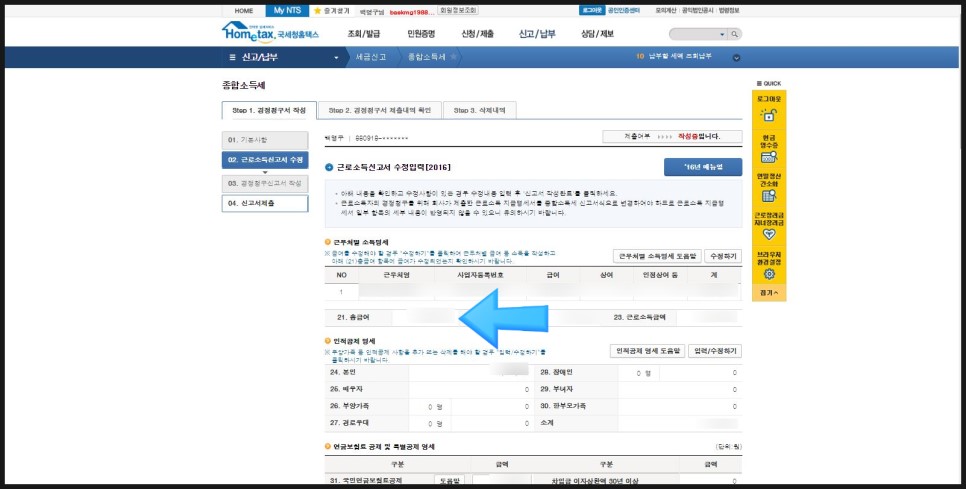 HOME
My NTS
즐겨찾기
백영구님
회원정보조회
로그아웃
공인인증센터
모의계산
공익법인공시
법령정보
Hometax. 국세청홈택스
조회/발급
민원증명
신청/제출
신고/납부
상담/제보
신고/납부
세금신고
종합소득세
10 납부할 세액 조회납부
종합소득세
Step 1. 경정청구서 작성
Step 2. 경정청구서 제출내역 확인
Step 3. 삭제내역
01. 기본사항
02. 근로소득신고서 수정
03. 경정청구신고서 작성
04. 신고서제출
제출여부 >>>> 작성중입니다.
근로소득신고서 수정입력[2016]
'16년 매뉴얼
· 아래 내용을 확인하고 수정사항이 있는 경우 수정내용 입력 후 '신고서 작성완료'를 클릭하세요.
· 근로소득자의 경정청구를 위해 회사가 제출한 근로소득 지급명세서를 종합소득세 신고서식으로 변경하여야 하므로 근로소득 지급명
세서 일부 항목의 세부 내용이 반영되지 않을 수 있으니 유의하시기 바랍니다.
근무처별 소득명세
※ 급여를 수정해야 할 경우 "수정하기"를 클릭하여 근무처별 급여 등 소득을 작성하고
아래 (21)총급여 항목에 급여가 수정되었는지 확인하시기 바랍니다.
근무처별 소득명세 도움말
수정하기
NO
근무처명
사업자등록번호
급여
상여
인정상여 등
계
1
21. 총급여
23. 근로소득금액
인적공제 명세
※ 부양가족 등 인적공제 사항을 추가 또는 삭제를 해야 할 경우 "입력/수정하기"를
클릭하시기 바랍니다.
인적공제 명세 도움말
입력/수정하기
24. 본인
28. 장애인
0 명
0
25. 배우자
0
29. 부녀자
0
26. 부양가족
0 명
0
30. 한부모가족
0
27. 경로우대
0 명
0
소계
연금보험료 공제 및 특별공제 명세
(단위:원)
구분
금액
구분
금액
31. 국민연금보험료공제
도움말
차입금 이자상환액 30년 이상
0
QUICK
로그아웃
현금
영수증
연말정산
간소화
근로장려금
자녀장려금
브라우저
환경설정
접기